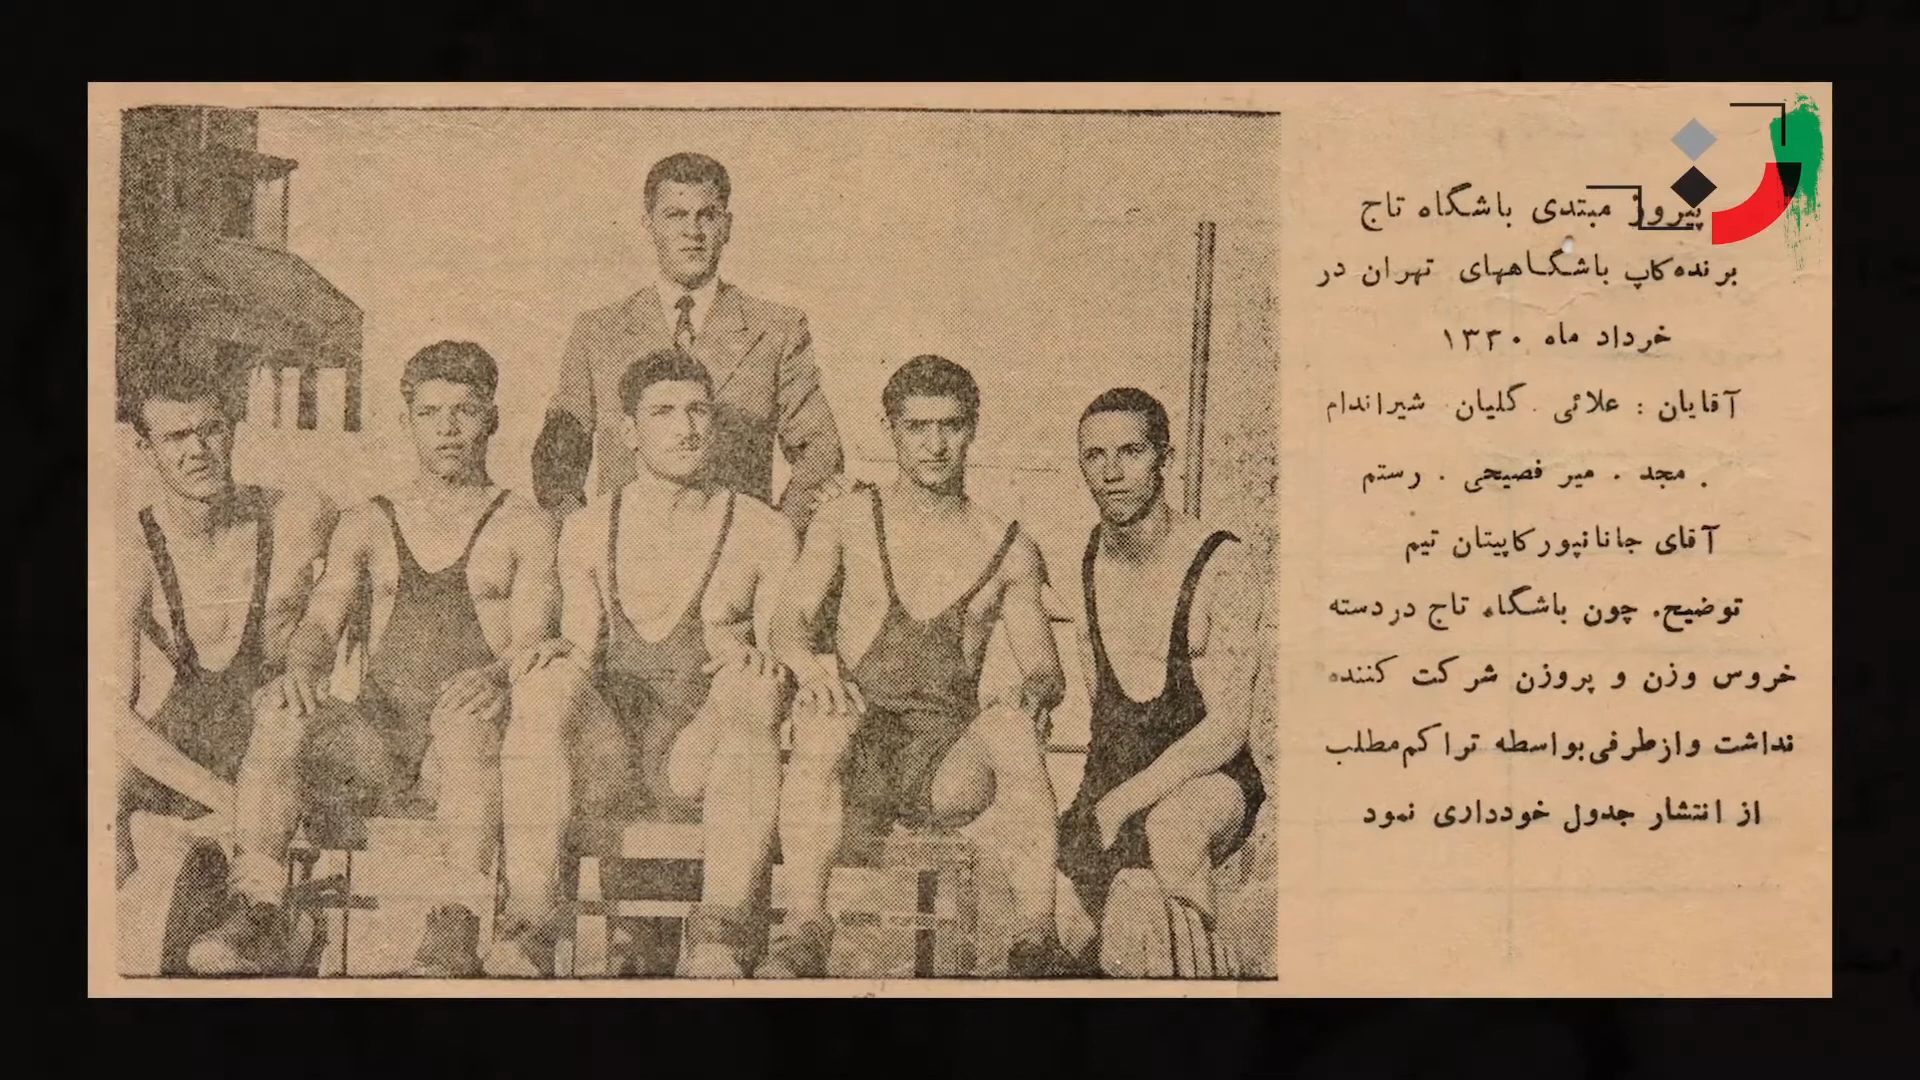 پیروز مبتدی باشگاه تاج
برنده کاپ باشگاههای تهران در
خرداد ماه ۱۳۳۰
آقایان : علائی . گلیان . شیراندام
. مجد . میر فصیحی . رستم
آقای جانانپور کاپیتان تیم
توضیح. چون باشگاه تاج در دسته
خروس وزن و پروزن شرکت کننده
نداشت و از طرفی بواسطه تراکم مطلب
از انتشار جدول خودداری نمود